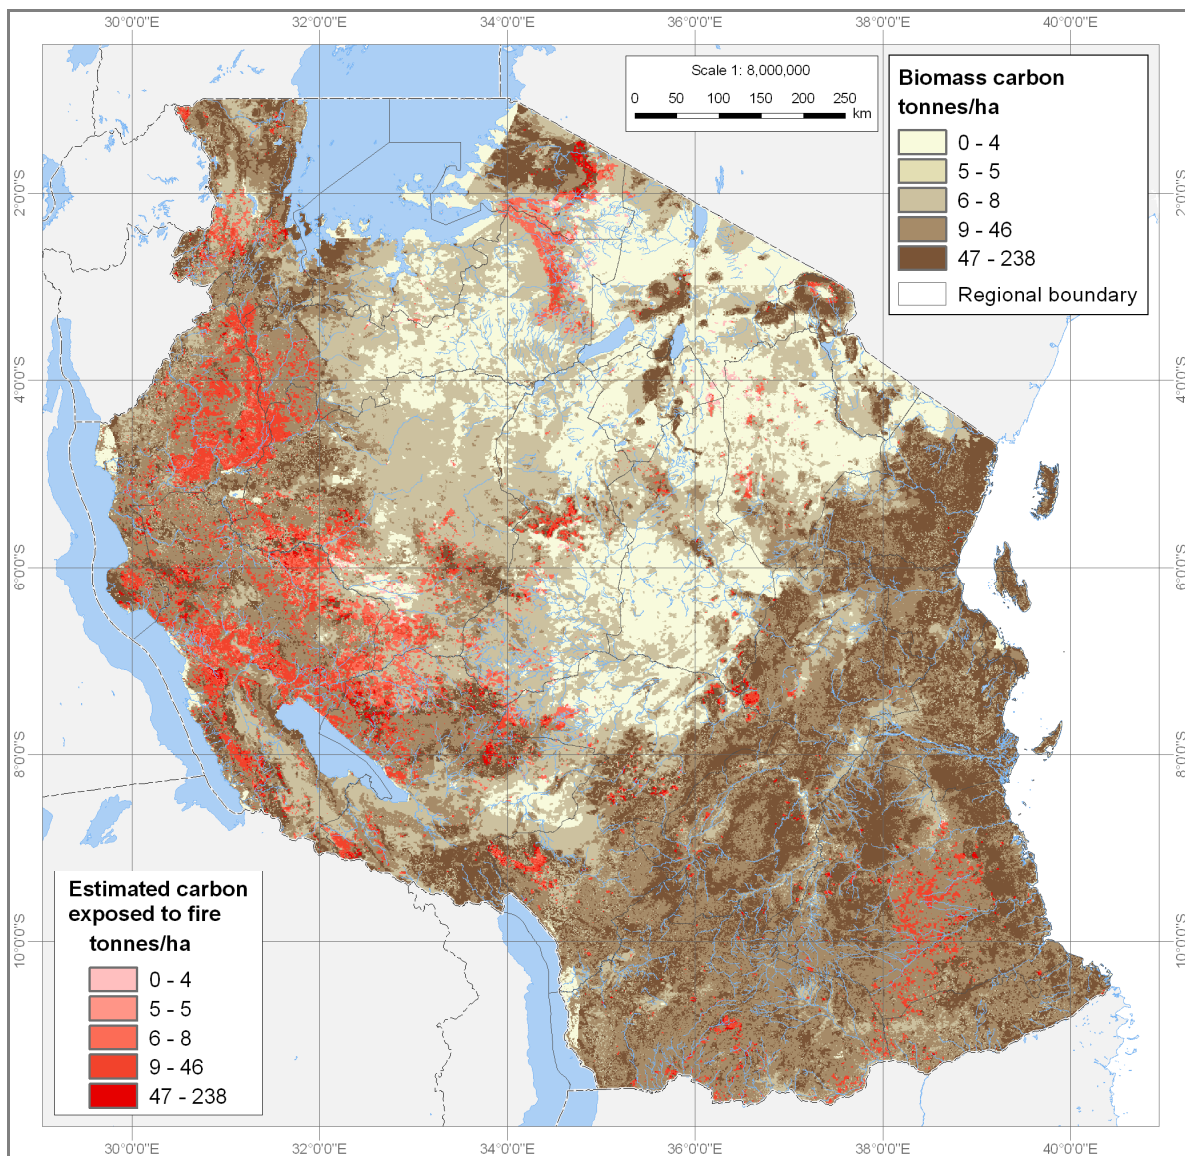 30°0'0"E 32°0'0"E 34°0'0"E 36°0'0"E 38°0'0"E 40°0'0"E
Scale 1: 8,000,000
0 50 100 150 200 250
km
Biomass carbon
tonnes/ha
0 - 4
5 - 5
6 - 8
9 - 46
47 - 238
Regional boundary
2°0'0"S 2°0'0"S
4°0'0"S 4°0'0"S
6°0'0"S 6°0'0"S
8°0'0"S 8°0'0"S
10°0'0"S 10°0'0"S
Estimated carbon
exposed to fire
tonnes/ha
0 - 4
5 - 5
6 - 8
9 - 46
47 - 238
30°0'0"E 32°0'0"E 34°0'0"E 36°0'0"E 38°0'0"E 40°0'0"E